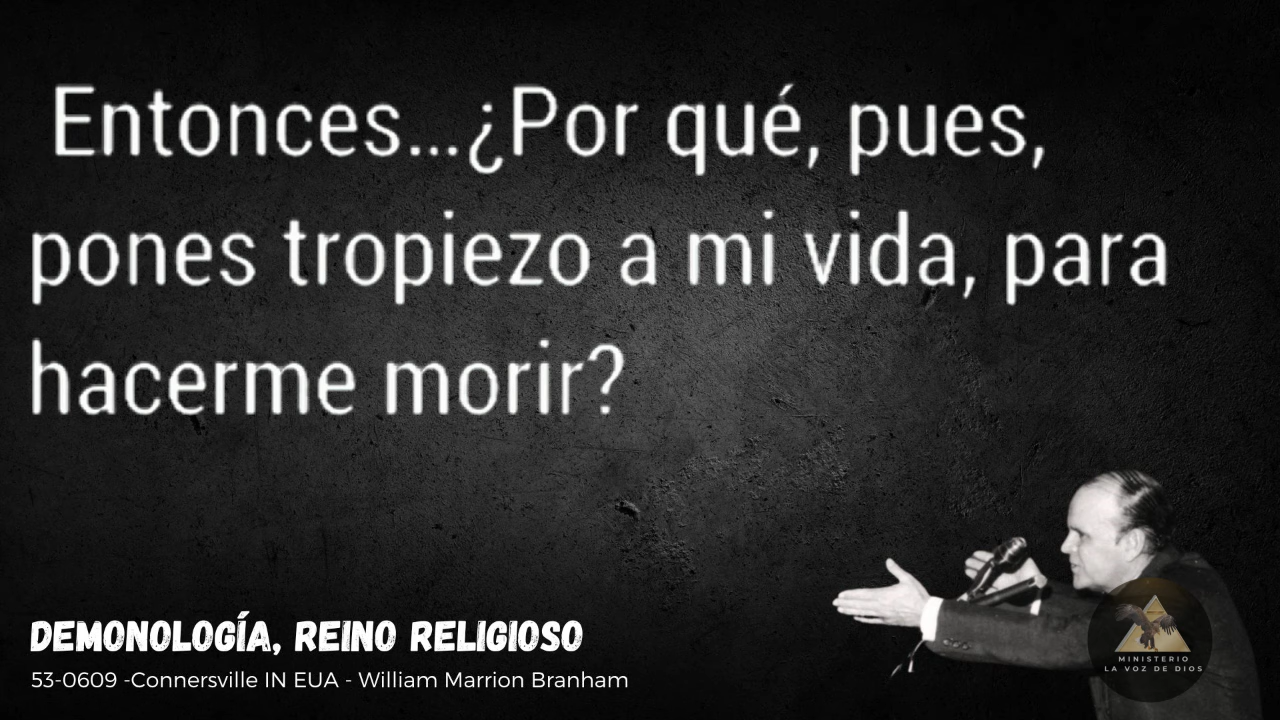 Entonces...¿Por qué, pues,
pones tropiezo a mi vida, para
hacerme morir?
DEMONOLOGÍA, REINO RELIGIOSO
53-0609 -Connersville IN EUA - William Marrion Branham
MINISTERIO
LA VOZ DE DIOS